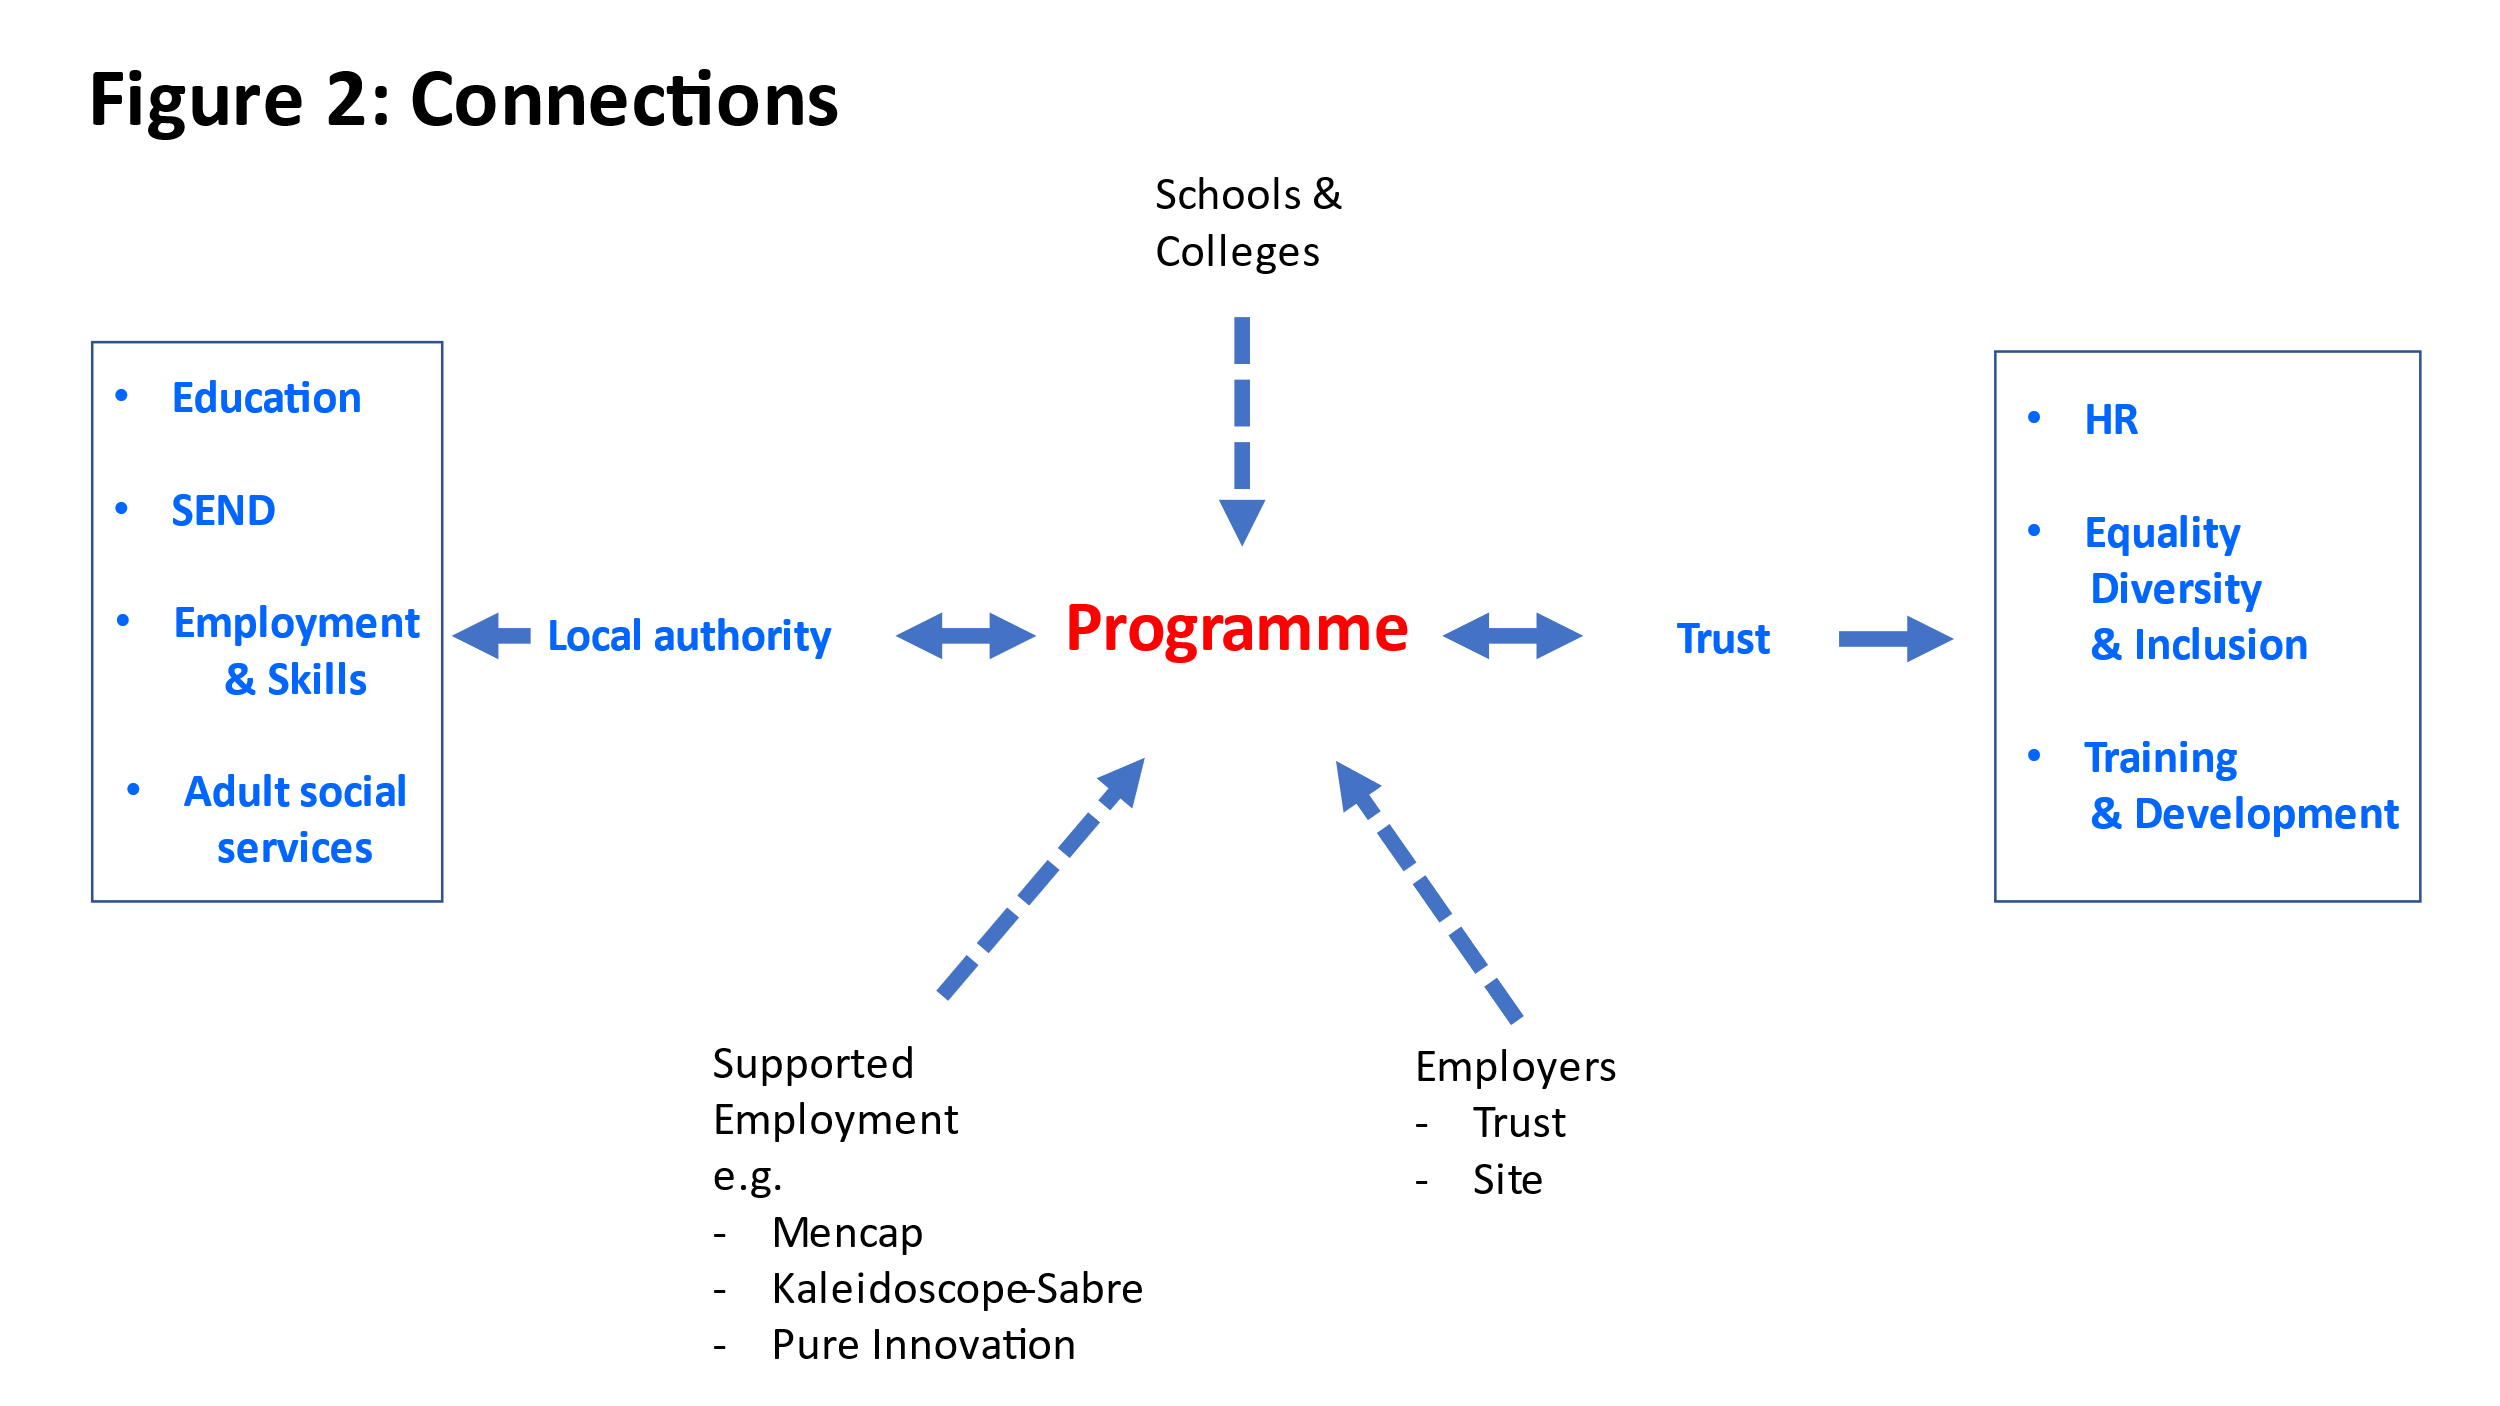 Figure 2: Connections
Schools &
Colleges
• Education
• SEND
• Employment
& Skills
• Adult social
services
Local authority
Programme
Trust
• HR
• Equality
Diversity
& Inclusion
• Training
& Development
Supported
Employment
e.g.
- Mencap
- Kaleidoscope-Sabre
- Pure Innovation
Employers
- Trust
- Site